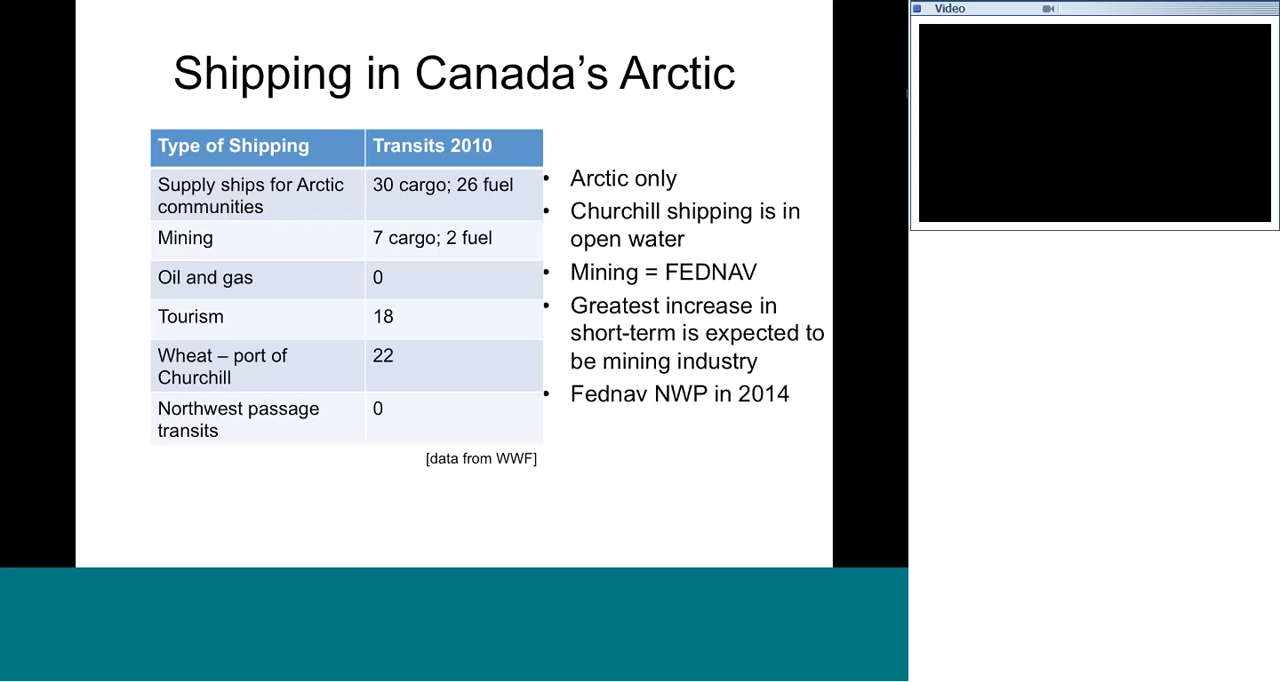 Video
Shipping in Canada’s Arctic
Type of Shipping
Transits 2010
Supply ships for Arctic
communities
30 cargo; 26 fuel
Mining
7 cargo; 2 fuel
Oil and gas
0
Tourism
18
Wheat – port of
Churchill
22
Northwest passage
transits
0
[data from WWF]
• Arctic only
• Churchill shipping is in
open water
• Mining = FEDNAV
• Greatest increase in
short-term is expected to
be mining industry
• Fednav NWP in 2014